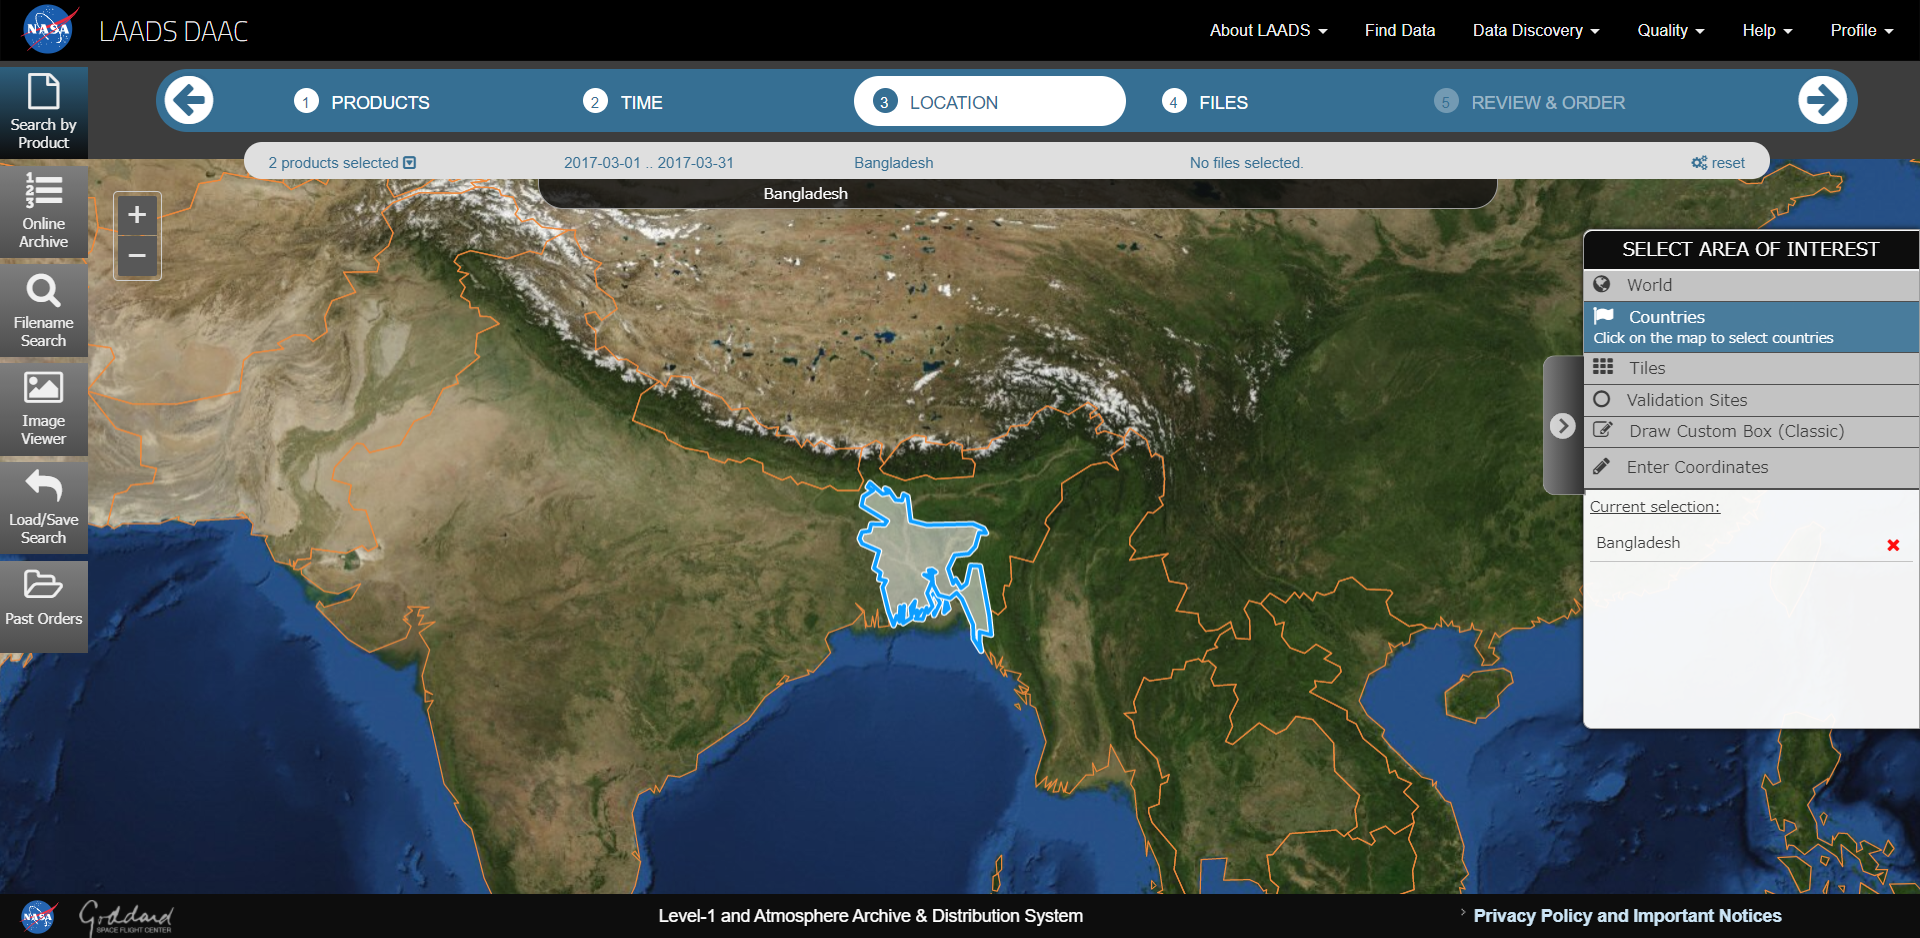 NASA
LAADS DAAC
About LAADS
Find Data
Data Discovery
Quality
Help
Profile
1 PRODUCTS
2 TIME
3 LOCATION
4 FILES
5 REVIEW & ORDER
2 products selected
2017-03-01 .. 2017-03-31
Bangladesh
No files selected.
reset
Bangladesh
Search by
Product
1
2
3
Online
Archive
Filename
Search
Image
Viewer
Load/Save
Search
Past Orders
+
−
SELECT AREA OF INTEREST
World
Countries
Click on the map to select countries
Tiles
Validation Sites
Draw Custom Box (Classic)
Enter Coordinates
Current selection:
Bangladesh
NASA
Goddard
SPACE FLIGHT CENTER
Level-1 and Atmosphere Archive & Distribution System
Privacy Policy and Important Notices